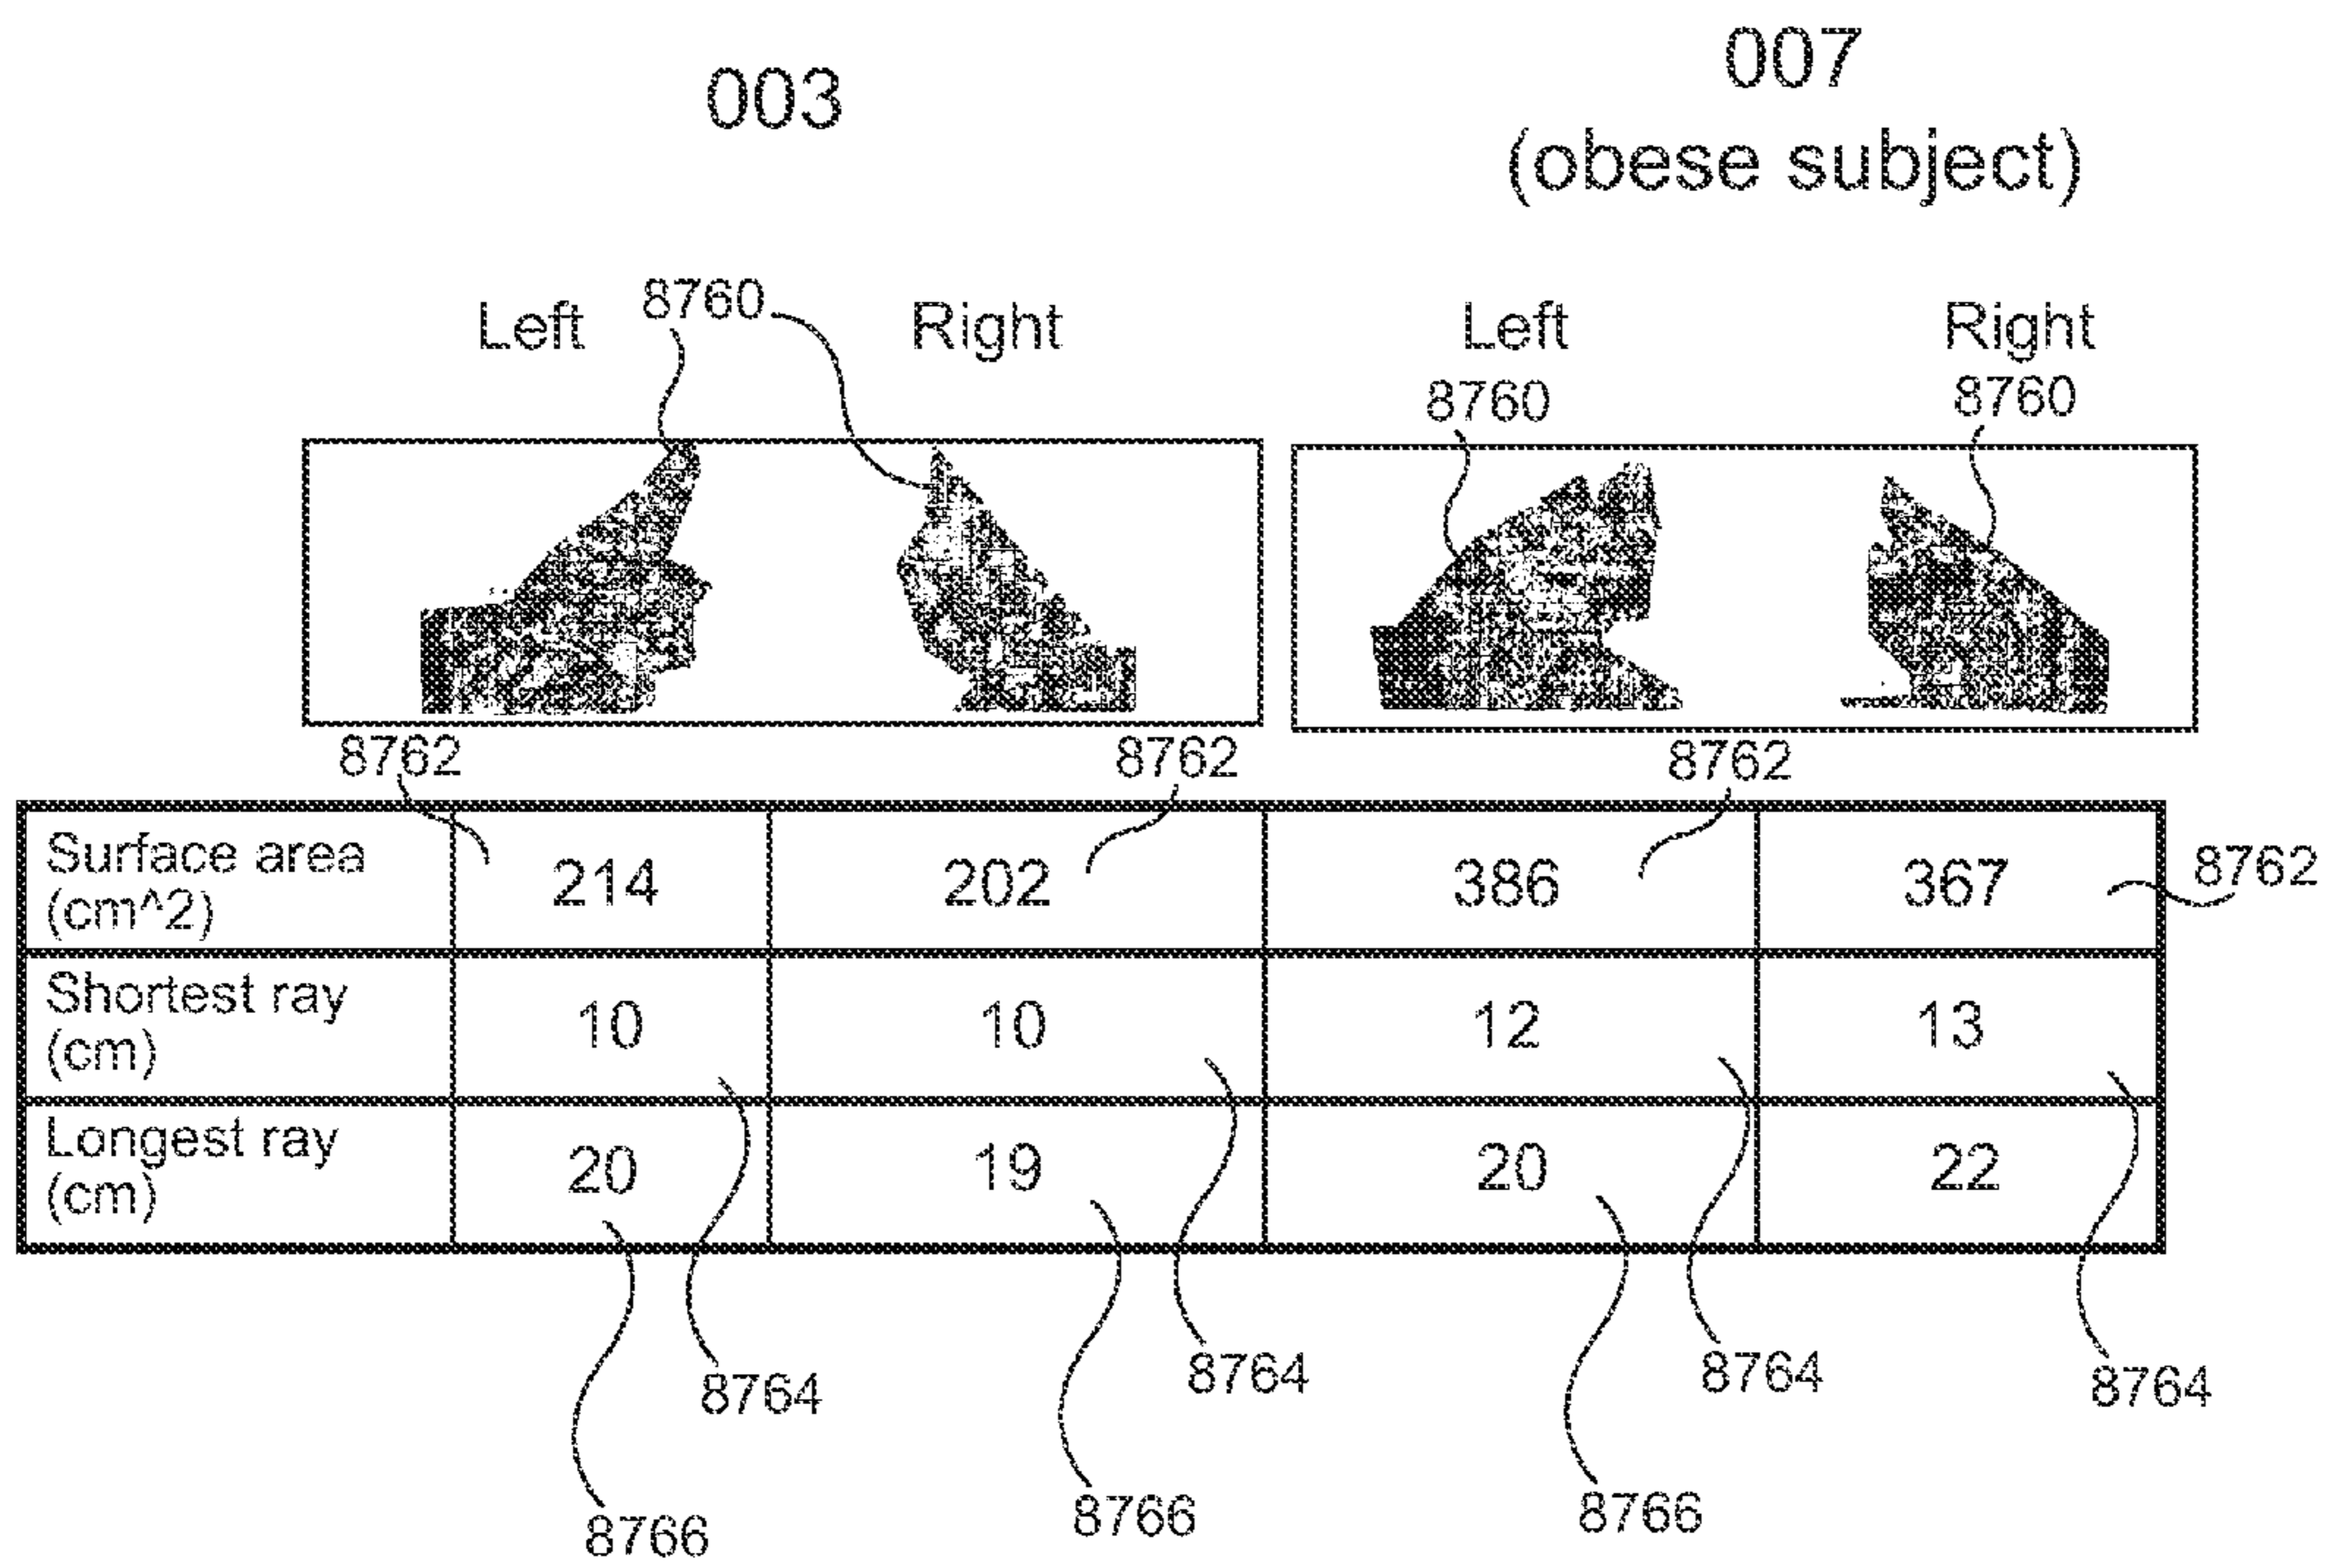 003
007
(obese subject)
Left 8760 Right
Left Right
8760 8760
8762 8762 8762
Surface area
(cm^2)
214 202 386 367 8762
Shortest ray
(cm)
10 10 12 13
Longest ray
(cm)
20 19 20 22
8764 8764 8764 8764
8766 8766 8766